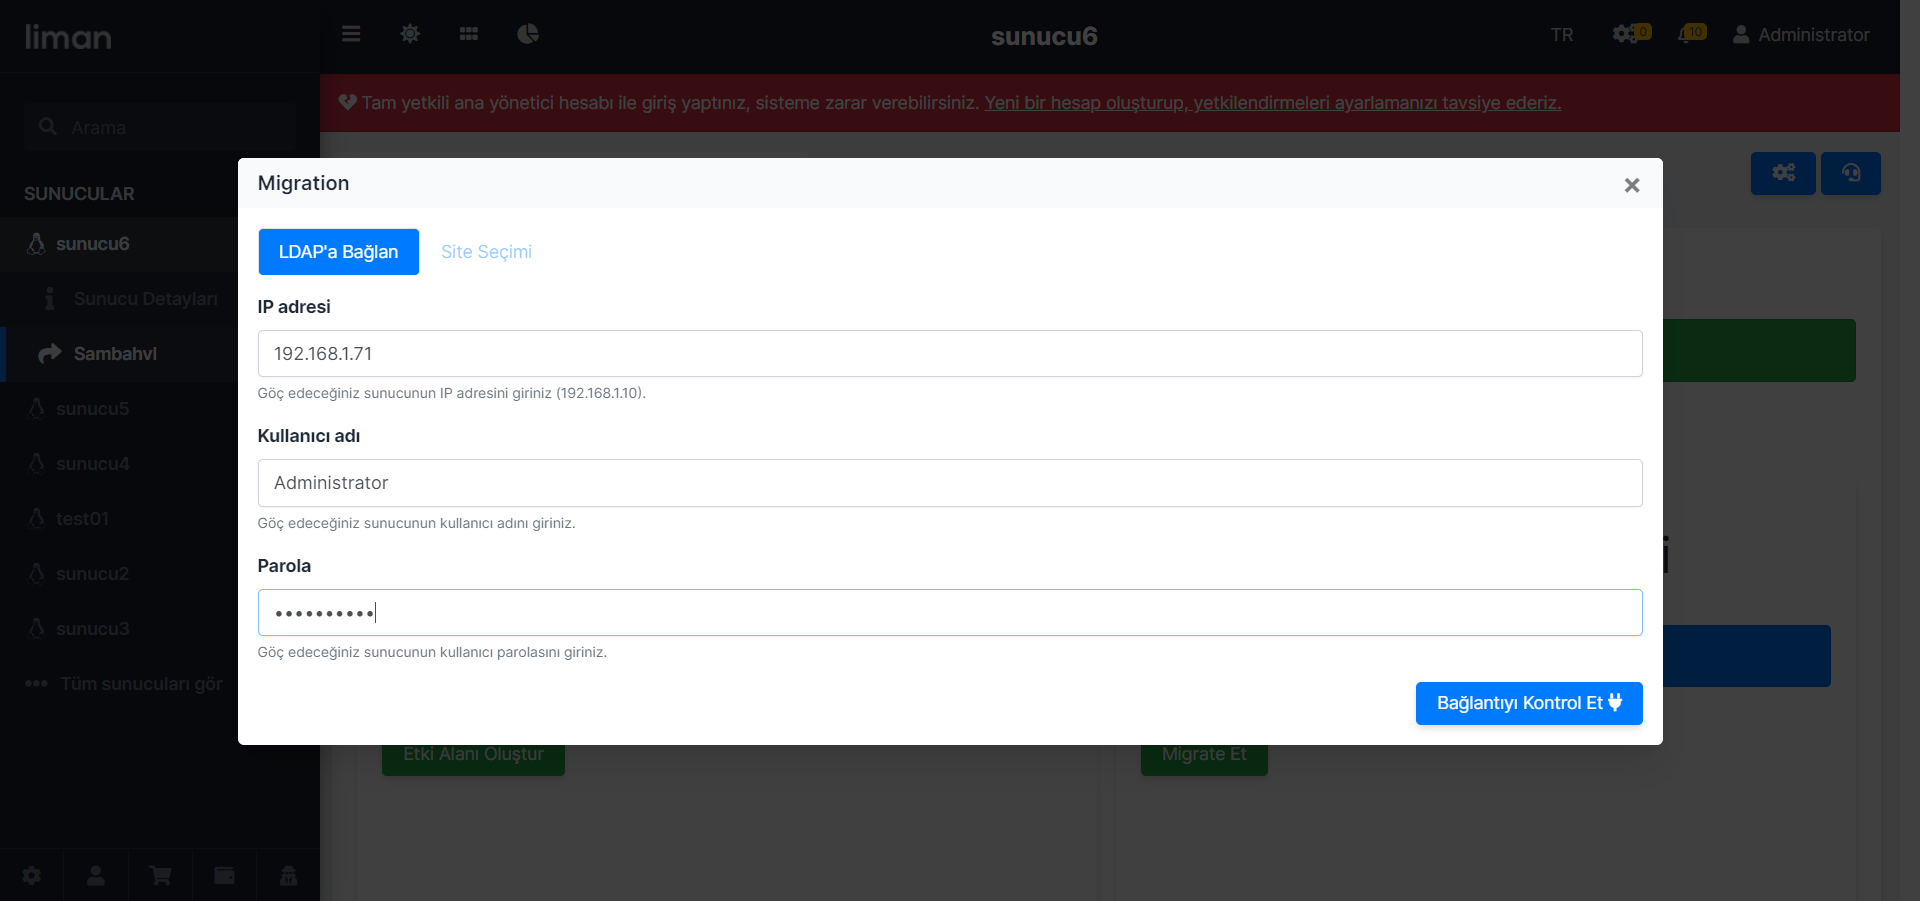 liman
sunucu6
TR
0
10
Administrator
Tam yetkili ana yönetici hesabı ile giriş yaptınız, sisteme zarar verebilirsiniz. Yeni bir hesap oluşturup, yetkilendirmeleri ayarlamanızı tavsiye ederiz.
Arama
SUNUCULAR
sunucu6
Sunucu Detayları
Sambahvl
sunucu5
sunucu4
test01
sunucu2
sunucu3
Tüm sunucuları gör
Migration
LDAP'a Bağlan
Site Seçimi
IP adresi
192.168.1.71
Göç edeceğiniz sunucunun IP adresini giriniz (192.168.1.10).
Kullanıcı adı
Administrator
Göç edeceğiniz sunucunun kullanıcı adını giriniz.
Parola
••••••••••
Göç edeceğiniz sunucunun kullanıcı parolasını giriniz.
Bağlantıyı Kontrol Et
Etki Alanı Oluştur
Migrate Et